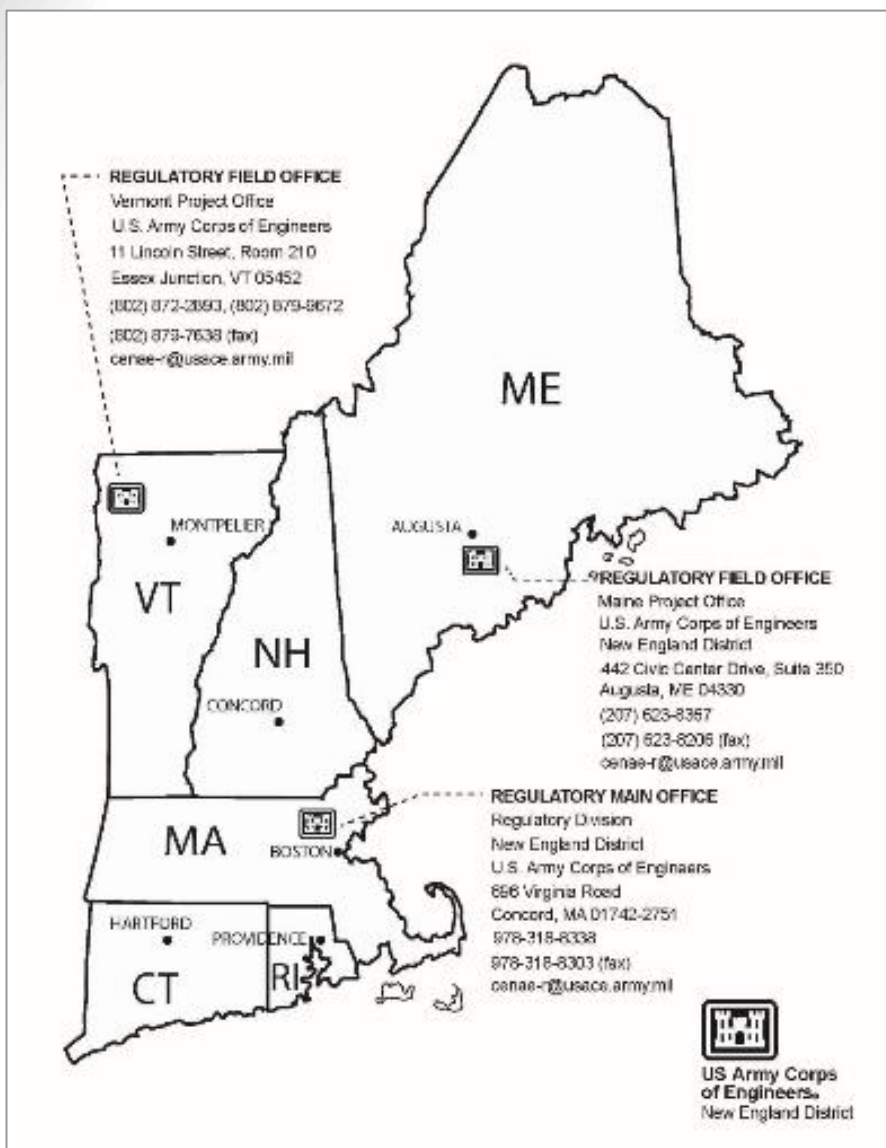 REGULATORY FIELD OFFICE
Vermont Project Office
U.S. Army Corps of Engineers
11 Lincoln Street, Room 210
Essex Junction, VT 05452
(802) 872-2893, (802) 879-9672
(802) 879-7638 (fax)
cenae-r@usace.army.mil
ME
MONTPELIER
VT
AUGUSTA
REGULATORY FIELD OFFICE
Maine Project Office
U.S. Army Corps of Engineers
New England District
442 Civic Center Drive, Suite 350
Augusta, ME 04330
(207) 623-8367
(207) 623-8206 (fax)
cenae-r@usace.army.mil
NH
CONCORD
REGULATORY MAIN OFFICE
Regulatory Division
New England District
U.S. Army Corps of Engineers
696 Virginia Road
Concord, MA 01742-2751
978-318-8338
978-318-8303 (fax)
cenae-r@usace.army.mil
MA
BOSTON
HARTFORD
PROVIDENCE
CT
RI
US Army Corps
of Engineers®
New England District